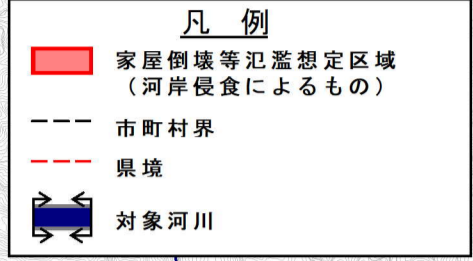 凡 例
家屋倒壊等氾濫想定区域
（河岸侵食によるもの）
市町村界
県境
対象河川